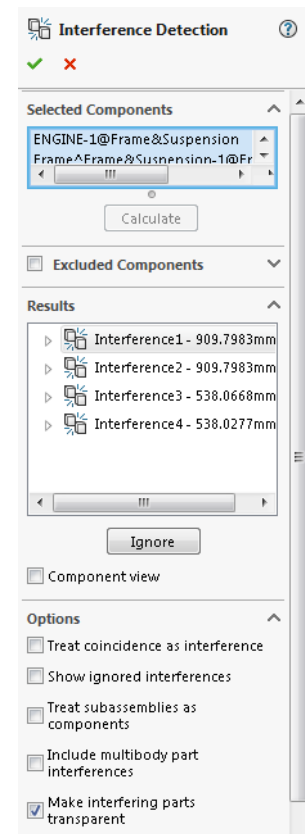 Interference Detection
?
Selected Components
ENGINE-1@Frame&Suspension
Frame^Frame&Suspension-1@Fr
Calculate
Excluded Components
Results
Interference1 - 909.7983mm
Interference2 - 909.7983mm
Interference3 - 538.0668mm
Interference4 - 538.0277mm
Ignore
Component view
Options
Treat coincidence as interference
Show ignored interferences
Treat subassemblies as
components
Include multibody part
interferences
Make interfering parts
transparent